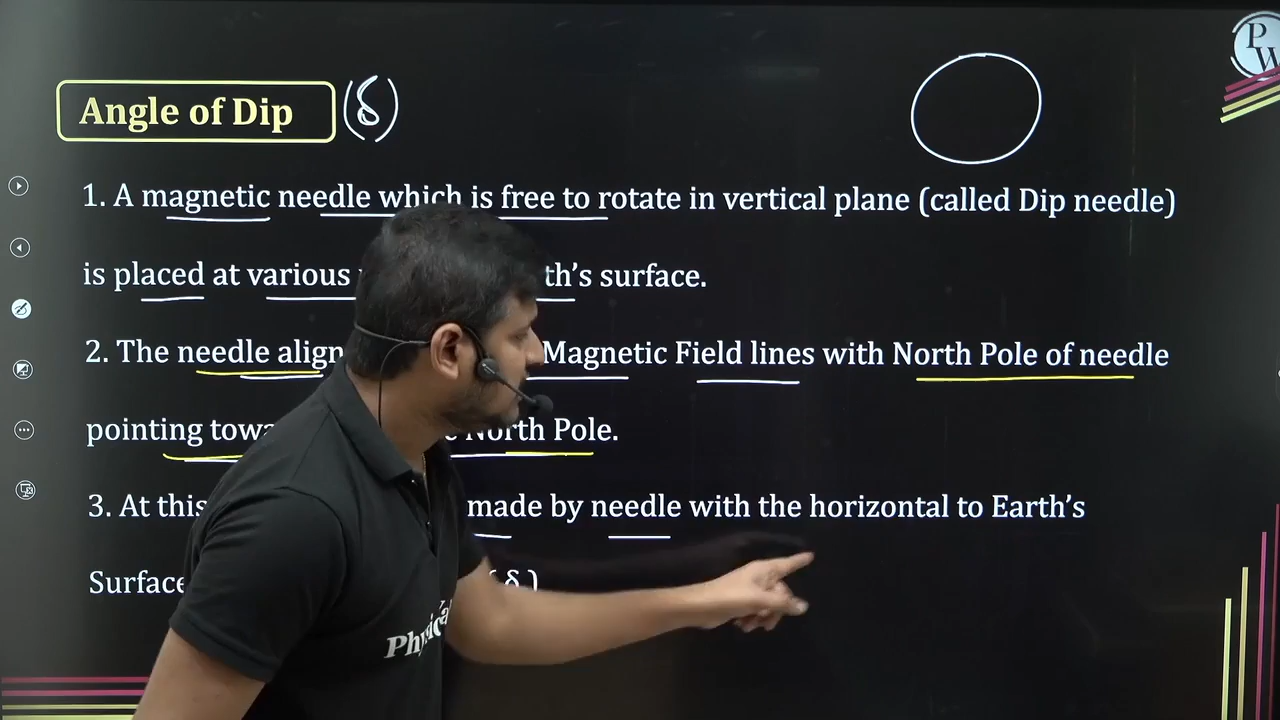 Angle of Dip (δ)
PW
1. A magnetic needle which is free to rotate in vertical plane (called Dip needle)
is placed at various th's surface.
2. The needle align Magnetic Field lines with North Pole of needle
pointing towa North Pole.
3. At this made by needle with the horizontal to Earth's
Surface ( δ )